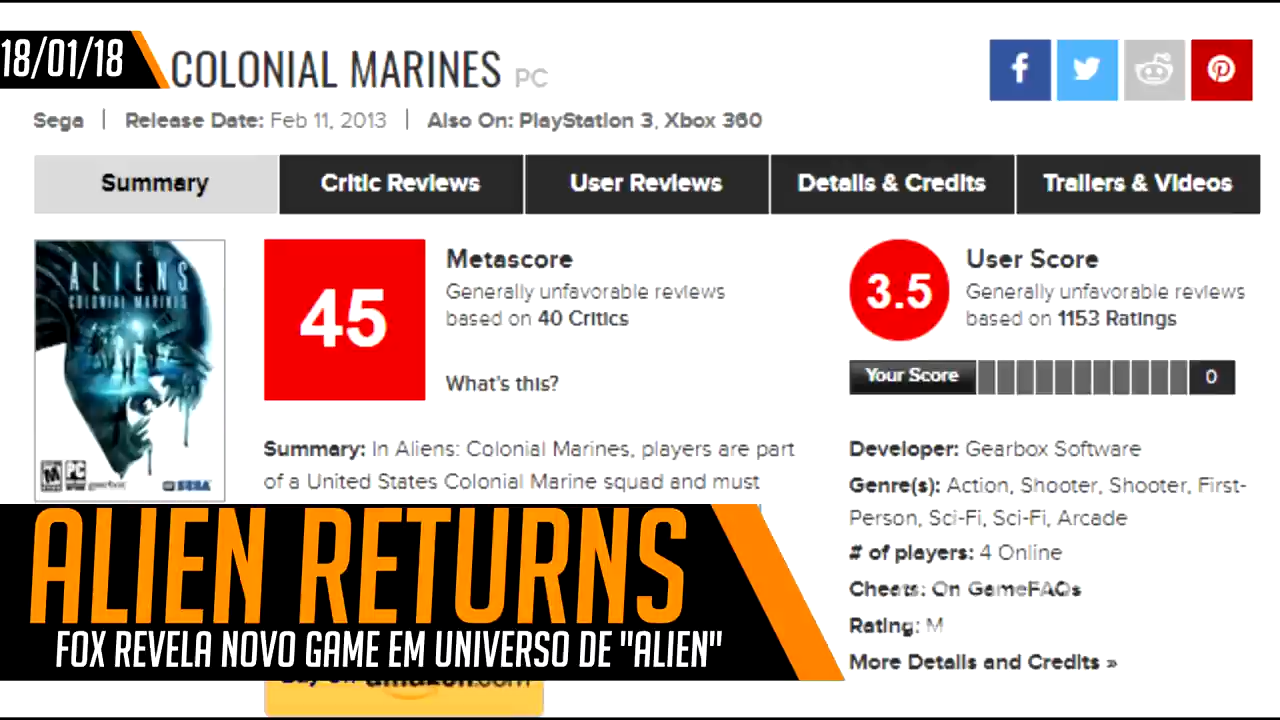 18/01/18
COLONIAL MARINES PC
Sega | Release Date: Feb 11, 2013 | Also On: PlayStation 3, Xbox 360
Summary
Critic Reviews
User Reviews
Details & Credits
Trailers & Videos
ALIENS
COLONIAL MARINES
M
PC
gearbox
SEGA
45
Metascore
Generally unfavorable reviews
based on 40 Critics
What's this?
3.5
User Score
Generally unfavorable reviews
based on 1153 Ratings
Your Score
0
Summary: In Aliens: Colonial Marines, players are part
of a United States Colonial Marine squad and must
Developer: Gearbox Software
Genre(s): Action, Shooter, Shooter, First-
Person, Sci-Fi, Sci-Fi, Arcade
# of players: 4 Online
Cheats: On GameFAQs
Rating: M
More Details and Credits »
ALIEN RETURNS
FOX REVELA NOVO GAME EM UNIVERSO DE "ALIEN"
amazon.com